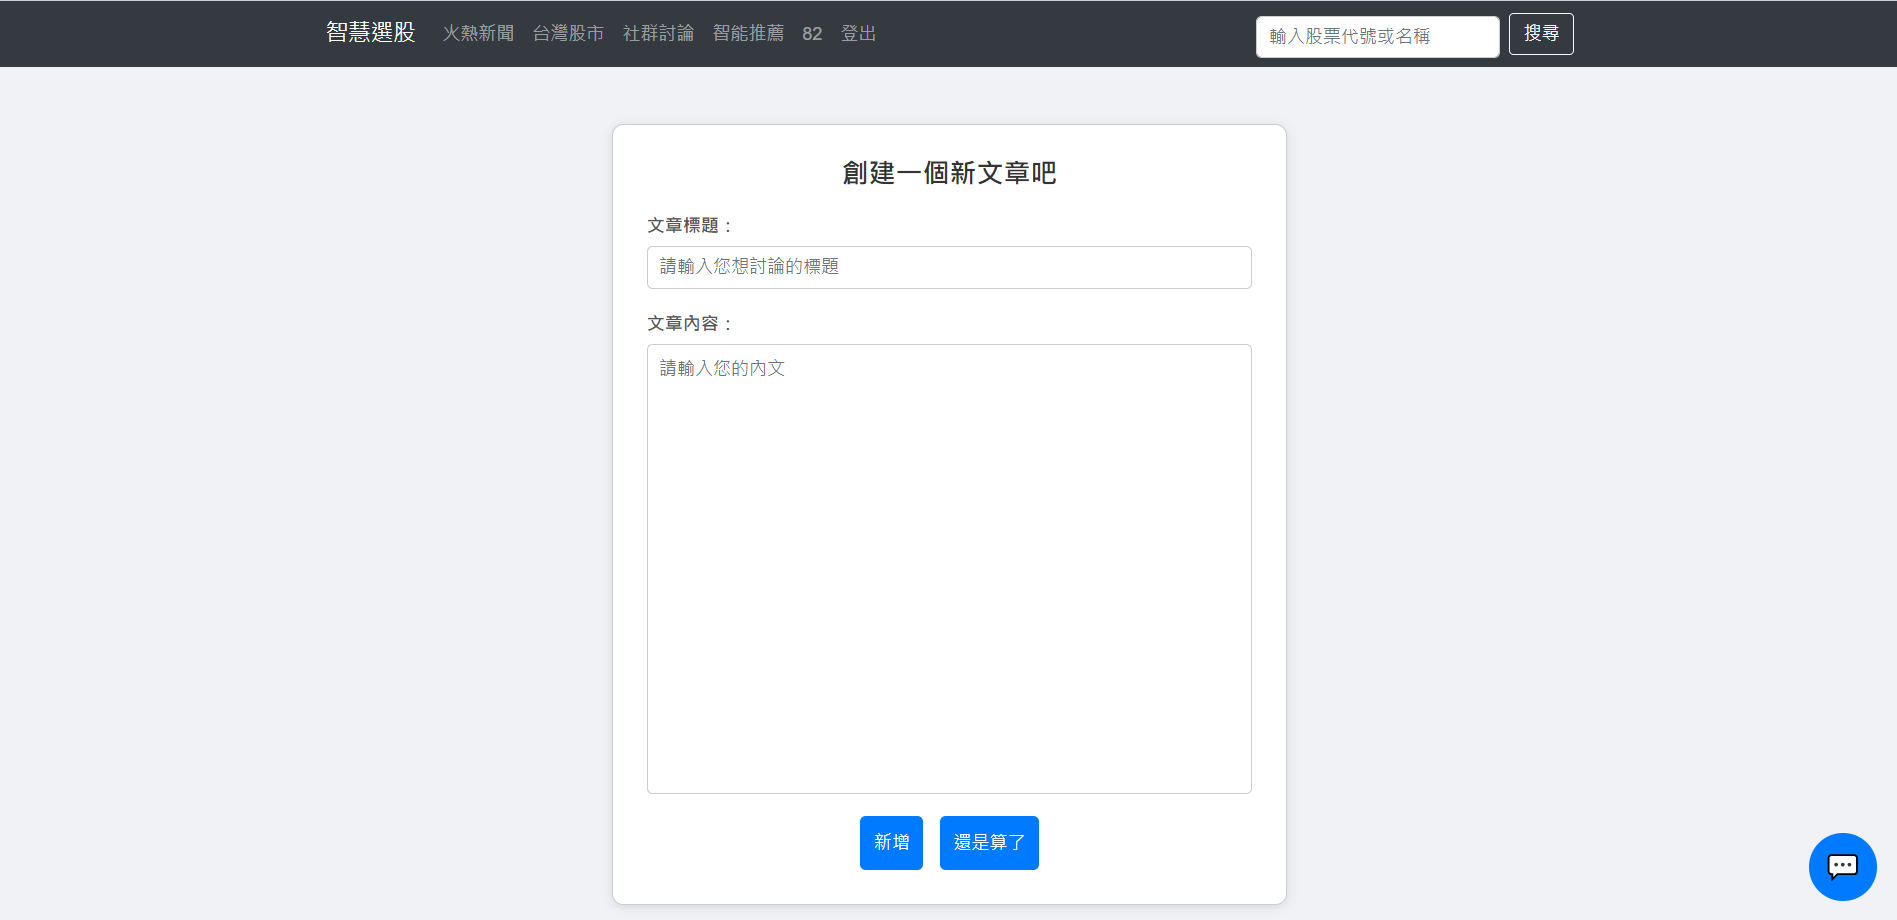 智慧選股 火熱新聞 台灣股市 社群討論 智能推薦 82 登出 輸入股票代號或名稱 搜尋
創建一個新文章吧
文章標題：
請輸入您想討論的標題
文章內容：
請輸入您的內文
新增 還是算了